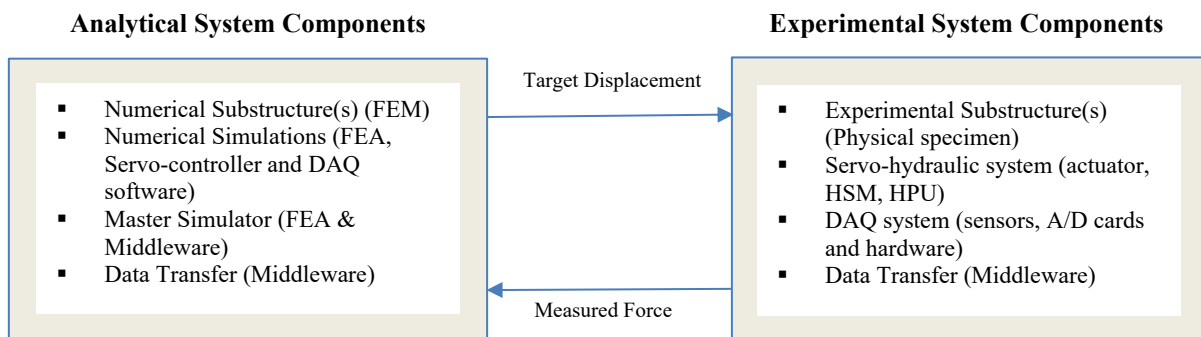 Analytical System Components
Experimental System Components
Target Displacement
▪ Numerical Substructure(s) (FEM)
▪ Numerical Simulations (FEA,
Servo-controller and DAQ
software)
▪ Master Simulator (FEA &
Middleware)
▪ Data Transfer (Middleware)
▪ Experimental Substructure(s)
(Physical specimen)
▪ Servo-hydraulic system (actuator,
HSM, HPU)
▪ DAQ system (sensors, A/D cards
and hardware)
▪ Data Transfer (Middleware)
Measured Force